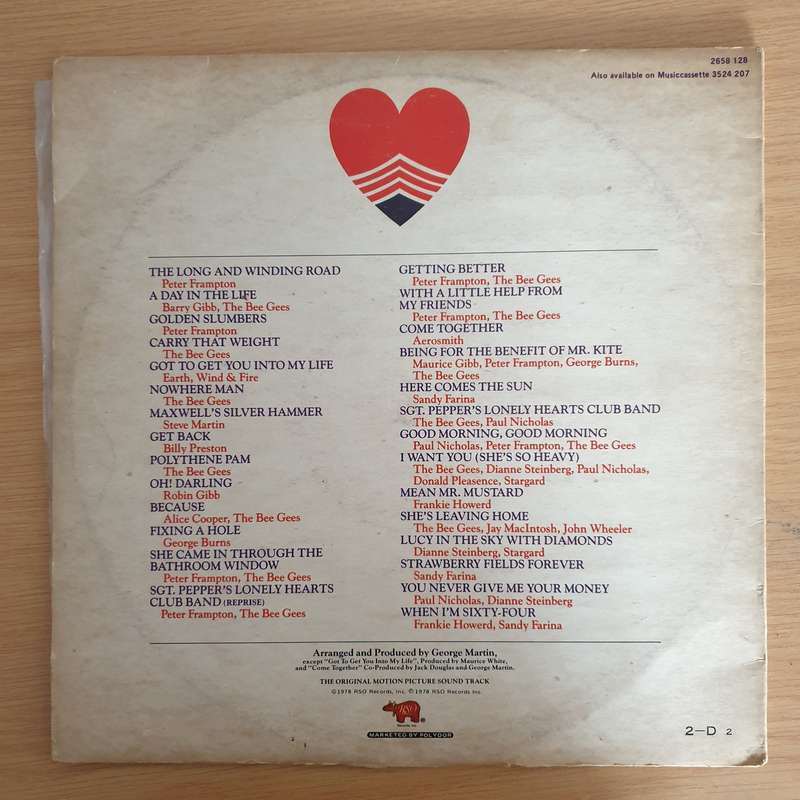 2658 128
Also available on Musiccassette 3524 207
THE LONG AND WINDING ROAD
Peter Frampton
A DAY IN THE LIFE
Barry Gibb, The Bee Gees
GOLDEN SLUMBERS
Peter Frampton
CARRY THAT WEIGHT
The Bee Gees
GOT TO GET YOU INTO MY LIFE
Earth, Wind & Fire
NOWHERE MAN
The Bee Gees
MAXWELL'S SILVER HAMMER
Steve Martin
GET BACK
Billy Preston
POLYTHENE PAM
The Bee Gees
OH! DARLING
Robin Gibb
BECAUSE
Alice Cooper, The Bee Gees
FIXING A HOLE
George Burns
SHE CAME IN THROUGH THE
BATHROOM WINDOW
Peter Frampton, The Bee Gees
SGT. PEPPER'S LONELY HEARTS
CLUB BAND (REPRISE)
Peter Frampton, The Bee Gees
GETTING BETTER
Peter Frampton, The Bee Gees
WITH A LITTLE HELP FROM
MY FRIENDS
Peter Frampton, The Bee Gees
COME TOGETHER
Aerosmith
BEING FOR THE BENEFIT OF MR. KITE
Maurice Gibb, Peter Frampton, George Burns,
The Bee Gees
HERE COMES THE SUN
Sandy Farina
SGT. PEPPER'S LONELY HEARTS CLUB BAND
The Bee Gees, Paul Nicholas
GOOD MORNING, GOOD MORNING
Paul Nicholas, Peter Frampton, The Bee Gees
I WANT YOU (SHE'S SO HEAVY)
The Bee Gees, Dianne Steinberg, Paul Nicholas,
Donald Pleasence, Stargard
MEAN MR. MUSTARD
Frankie Howerd
SHE'S LEAVING HOME
The Bee Gees, Jay MacIntosh, John Wheeler
LUCY IN THE SKY WITH DIAMONDS
Dianne Steinberg, Stargard
STRAWBERRY FIELDS FOREVER
Sandy Farina
YOU NEVER GIVE ME YOUR MONEY
Paul Nicholas, Dianne Steinberg
WHEN I'M SIXTY-FOUR
Frankie Howerd, Sandy Farina
Arranged and Produced by George Martin,
except "Got To Get You Into My Life", Produced by Maurice White,
and "Come Together" Co-Produced by Jack Douglas and George Martin.
THE ORIGINAL MOTION PICTURE SOUND TRACK
℗1978 RSO Records, Inc. ©1978 RSO Records Inc.
RSO
Records, Inc.
MARKETED BY POLYDOR
2-D 2